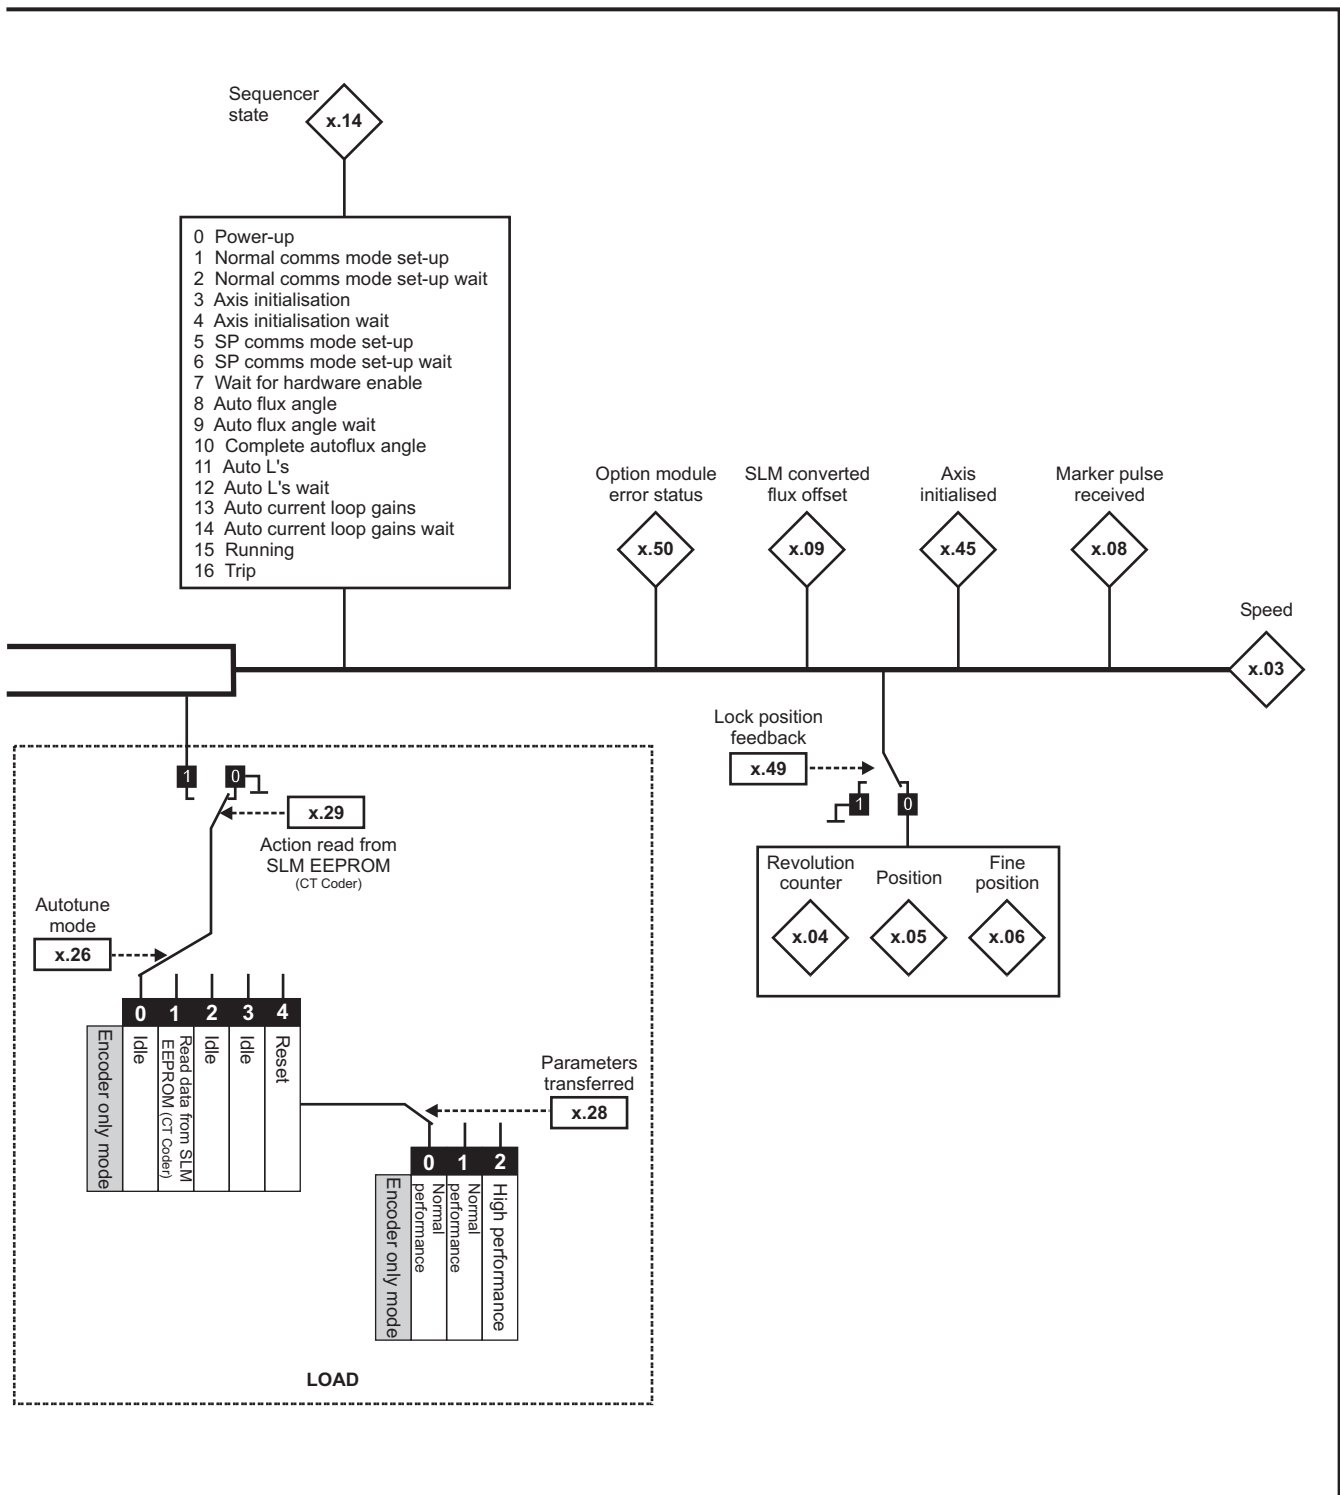 Sequencer
state
x.14
0 Power-up
1 Normal comms mode set-up
2 Normal comms mode set-up wait
3 Axis initialisation
4 Axis initialisation wait
5 SP comms mode set-up
6 SP comms mode set-up wait
7 Wait for hardware enable
8 Auto flux angle
9 Auto flux angle wait
10 Complete autoflux angle
11 Auto L's
12 Auto L's wait
13 Auto current loop gains
14 Auto current loop gains wait
15 Running
16 Trip
Option module
error status
x.50
SLM converted
flux offset
x.09
Axis
initialised
x.45
Marker pulse
received
x.08
Speed
x.03
Lock position
feedback
x.49
1 0
Revolution
counter
x.04
Position
x.05
Fine
position
x.06
1 0
x.29
Action read from
SLM EEPROM
(CT Coder)
Autotune
mode
x.26
0 1 2 3 4
Encoder only mode
Idle
Read data from SLM
EEPROM (CT Coder)
Idle
Idle
Reset
Parameters
transferred
x.28
0 1 2
Encoder only mode
Normal
performance
Normal
performance
High performance
LOAD